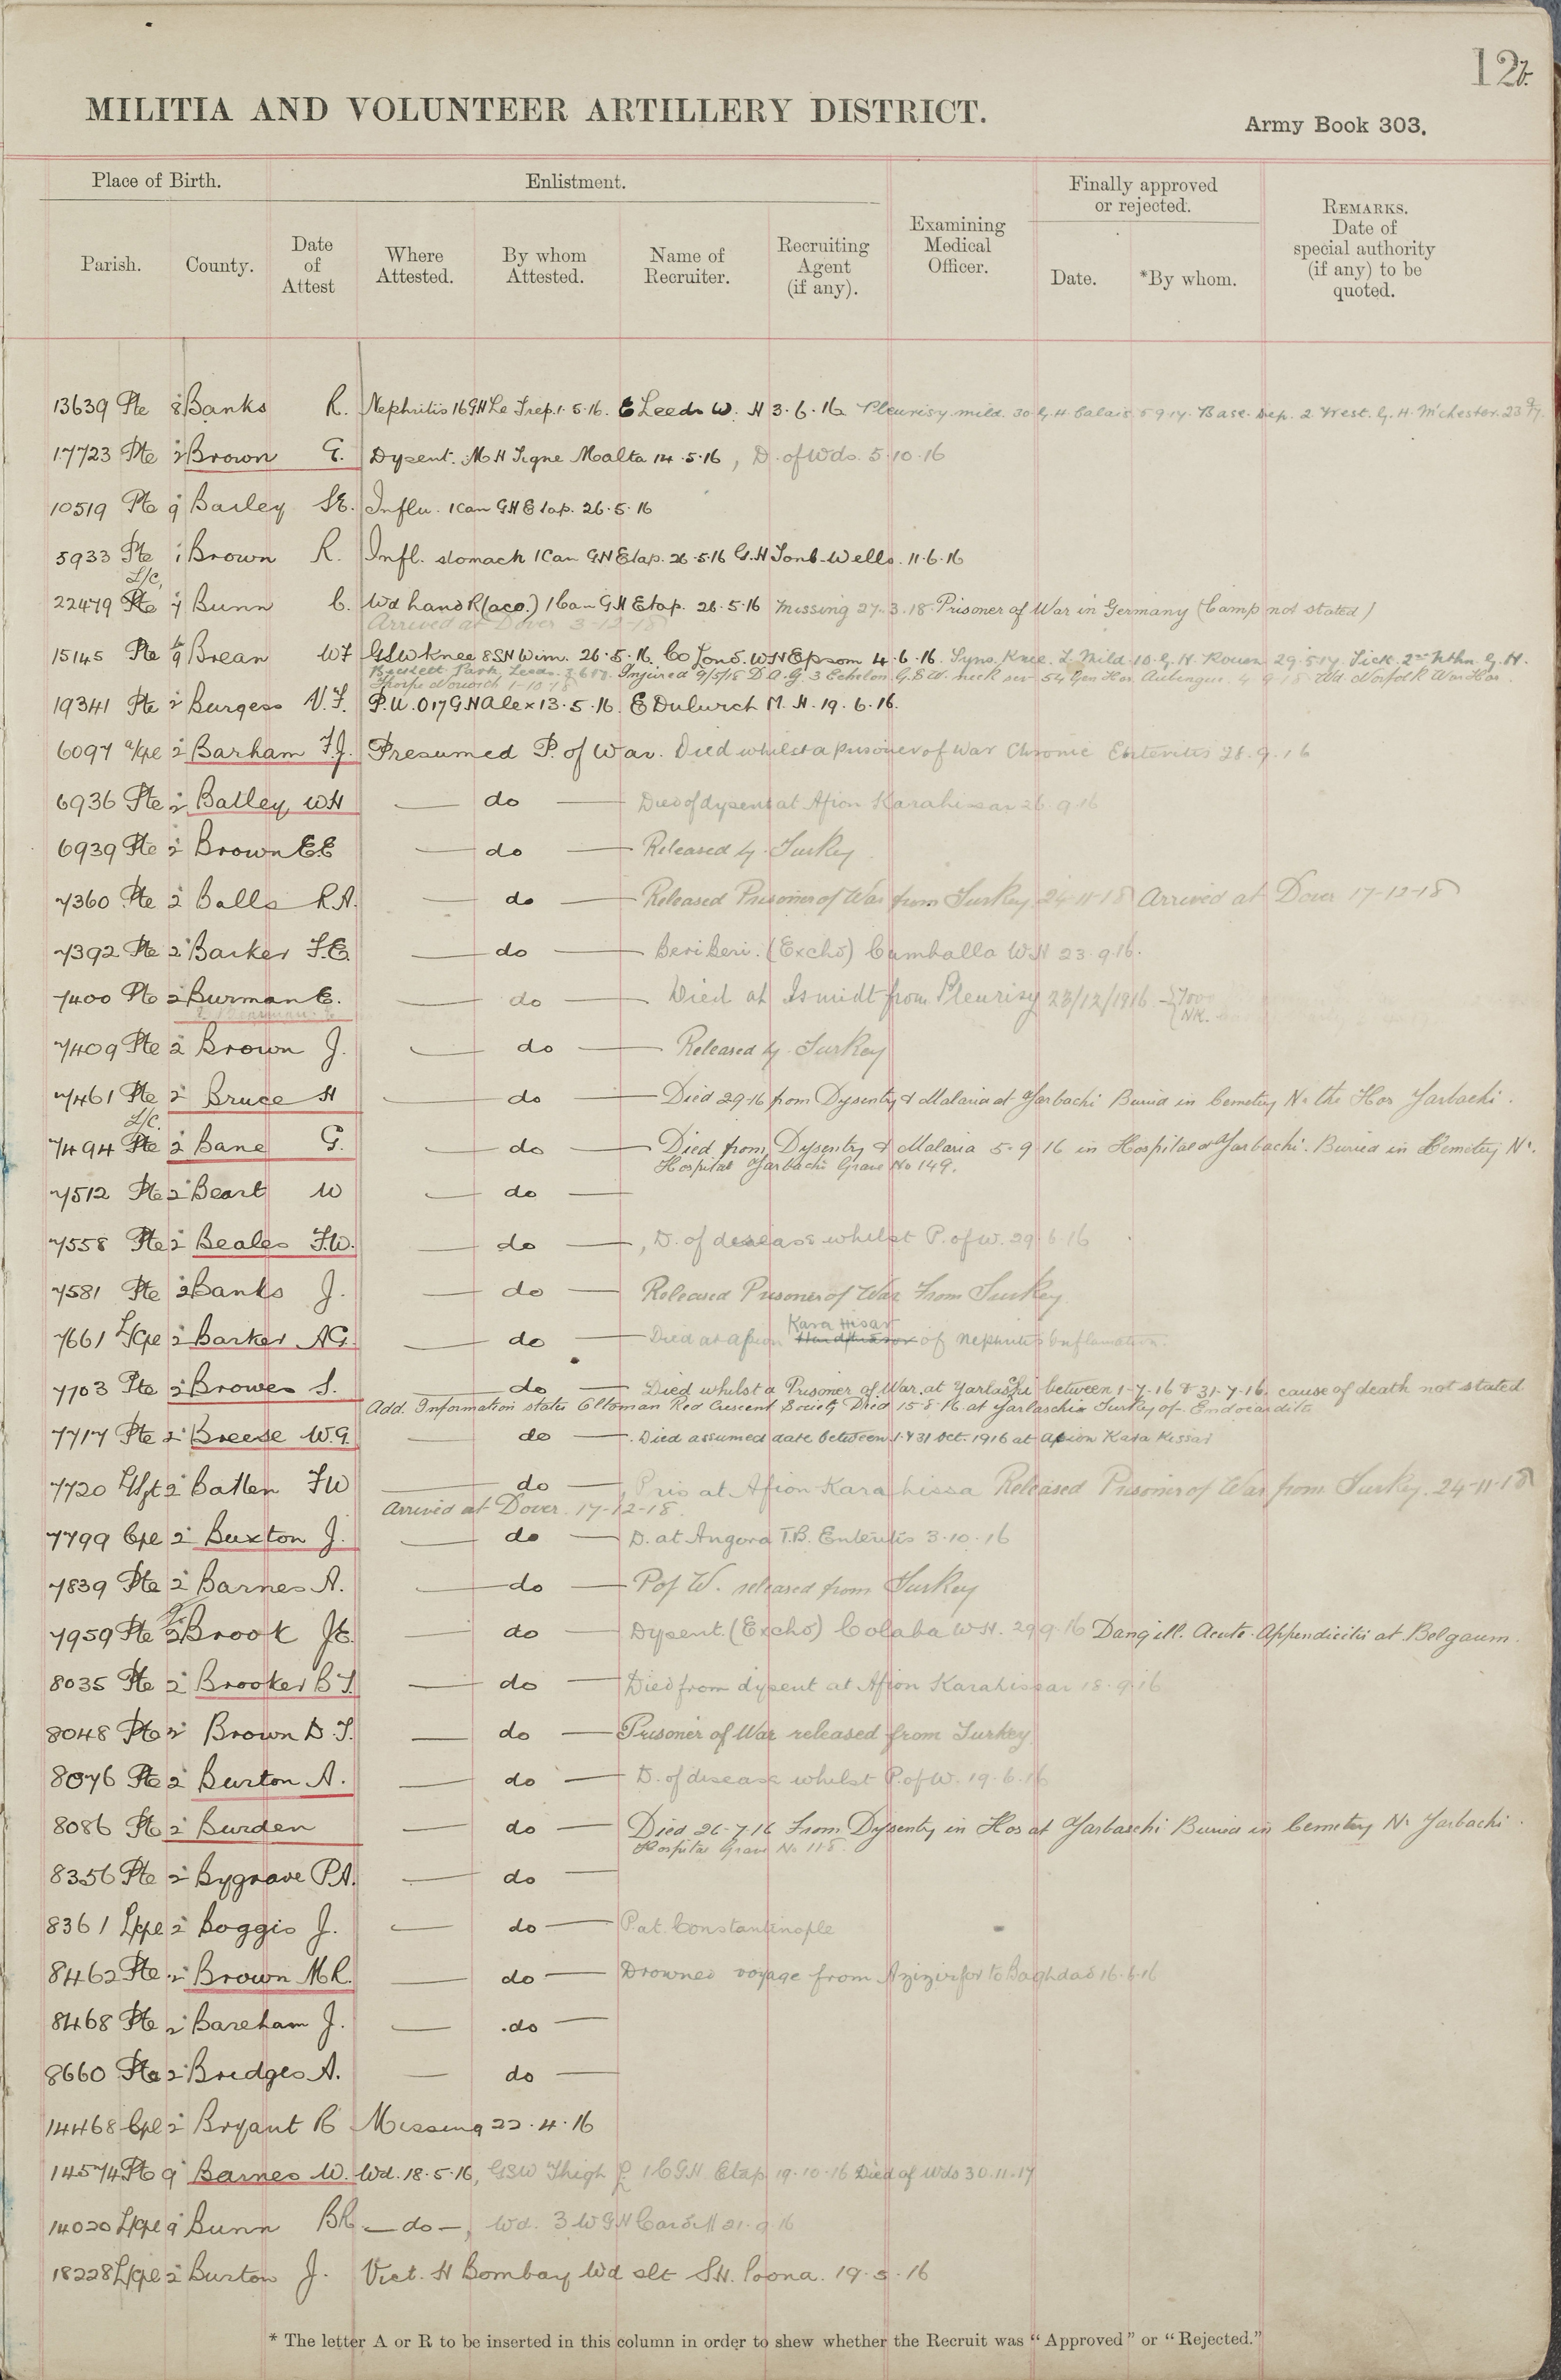 12b.
MILITIA AND VOLUNTEER ARTILLERY DISTRICT.
Army Book 303.
Place of Birth. Enlistment. Finally approved or rejected.
Parish. County. Date of Attest Where Attested. By whom Attested. Name of Recruiter. Recruiting Agent (if any). Examining Medical Officer. Date. *By whom. REMARKS. Date of special authority (if any) to be quoted.
13639 Pte 8 Banks R. Nephritis 16 GH Le Trep. 1.5.16. E Leeds W. H 3.6.16 Pleurisy mild. 30 G.H. Calais 5 9 17. Base. Dep. 2 West. G. H. M'chester. 23
17723 Pte 2 Brown G. Dysent. M H Tigne Malta 14.5.16, D. of Wds. 5.10.16
10519 Pte 9 Bailey SE. Influ. 1 Can GH Etap. 26.5.16
5933 Pte 1 Brown R. Infl. stomach 1 Can GH Etap. 26.5.16 G.H Tonb-Wells. 11.6.16
L/c.
22479 Pte 7 Bunn C. Wd hand R (acc.) 1 Can GH Etap. 26.5.16 Missing 27.3.18. Prisoner of War in Germany (Camp not stated)
Arrived at Dover 3-12-18
15145 Pte 9 Brean WF GSW Knee 8 SH Wim. 26.5.16. Co Lond. WH Epsom 4.6.16. Syno. Knee. L Mild. 10. G. H. Rouen 29.5.17. Sick. 2nd Nthn. G. H.
Beckett Park, Leeds. Injured 9/5/18 D.A.G. 3 Echelon. G.S.W. neck sev 54 Gen Hos. Aubengue. 4 9 18 Wd. Norfolk War Hos.
Thorpe Norwich 1-10-18
19341 Pte 2 Burgess V.F. P.U.O 17 GH Alex 13.5.16. E Dulwich M. H. 19.6.16.
6097 a/Cpl 2 Barham F.J. Presumed P. of War. Died whilst a prisoner of War Chronic Enteritis 28.9.16
6936 Pte 2 Batley WH — do — Died of dysent at Afion Karahissar 26.9.16
6939 Pte 2 Brown EE — do — Released by Turkey.
7360 Pte 2 Balls R.A. — do — Released Prisoner of War from Turkey 24-11-18 Arrived at Dover 17-12-18
7392 Pte 2 Barker F.E. — do — Beri Beri. (Exchd) Cumballa W.H 23.9.16.
7400 Pte 2 Burman E. — do — Died at Ismidt from Pleurisy 23/12/1916
7409 Pte 2 Brown J. — do — Released by Turkey
7461 Pte 2 Bruce H — do — Died 2.9.16 from Dysentry & Malaria at Yarbachi Buried in Cemetery Nr the Hos Yarbachi.
L/c.
7494 Pte 2 Bane G. — do — Died from Dysentry & Malaria 5.9.16 in Hospital at Yarbachi. Buried in Cemetery Nr.
Hospital Yarbachi Grave No 149.
7512 Pte 2 Beart W — do —
7558 Pte 2 Beales F.W. — do —, D. of disease whilst P. of W. 29.6.16
7581 Pte 2 Banks J. — do — Released Prisoner of War from Turkey
Kara Hisar
7661 L/Cpl 2 Barker AG. — do — Died at Afion of Nephritis Inflamation.
7703 Pte 2 Browes S. — do — Died whilst a Prisoner of War at Yarlashi between 1-7-16 & 31-7-16. cause of death not stated
Add. Information states Ottoman Red Crescent Society Died 15.8.16. at Yarlaschia Turkey of Endocarditis
7717 Pte 2 Breese W.G. — do — Died assumed date between 1 & 31 Oct. 1916 at Afion Kara Kissar
7720 L/Sgt 2 Batten FW — do —, Pris at Afion Kara hissa Released Prisoner of War from Turkey. 24-11-18
Arrived at Dover. 17-12-18.
7799 Cpl 2 Buxton J. — do — D. at Angora T.B. Enteritis 3.10.16
7839 Pte 2 Barnes A. — do — P of W. released from Turkey
7959 Pte 2 Brook JE. — do — Dysent. (Exchd) Colaba W.H. 29.9.16 Dang ill. Acute. Appendicitis at Belgaum.
8035 Pte 2 Brooker B T. — do — Died from dysent at Afion Karahissar 18.9.16
8048 Pte 2 Brown D. T. — do — Prisoner of War released from Turkey
8076 Pte 2 Burton A. — do — D. of disease whilst P. of W. 19.6.16
8086 Pte 2 Burden — do — Died 26-7-16 from Dysentry in Hos at Yarbaschi Buried in Cemetery Nr Yarbachi.
Hospital Grave No 118.
8356 Pte 2 Bygrave P.A. — do —
8361 L/Cpl 2 Boggis J. — do — P. at Constantinople
8462 Pte 2 Brown M R. — do — Drowned voyage from Azizirfor to Baghdad 16.6.16
8468 Pte 2 Bareham J. — do —
8660 Pte 2 Bridges A. — do —
14468 Cpl 2 Bryant R Missing 22.4.16
14574 Pte 9 Barnes W. Wd. 18.5.16, GSW Thigh 1 C GH Etap 19.10.16 Died of Wds 30.11.17
14020 L/Cpl 9 Bunn BR — do —, Wd. 3 W GH Cardiff 21.9.16
18228 L/Cpl 2 Burton J. Vict. H Bombay Wd slt S.H. Poona. 19.5.16
* The letter A or R to be inserted in this column in order to shew whether the Recruit was “Approved” or “Rejected.”